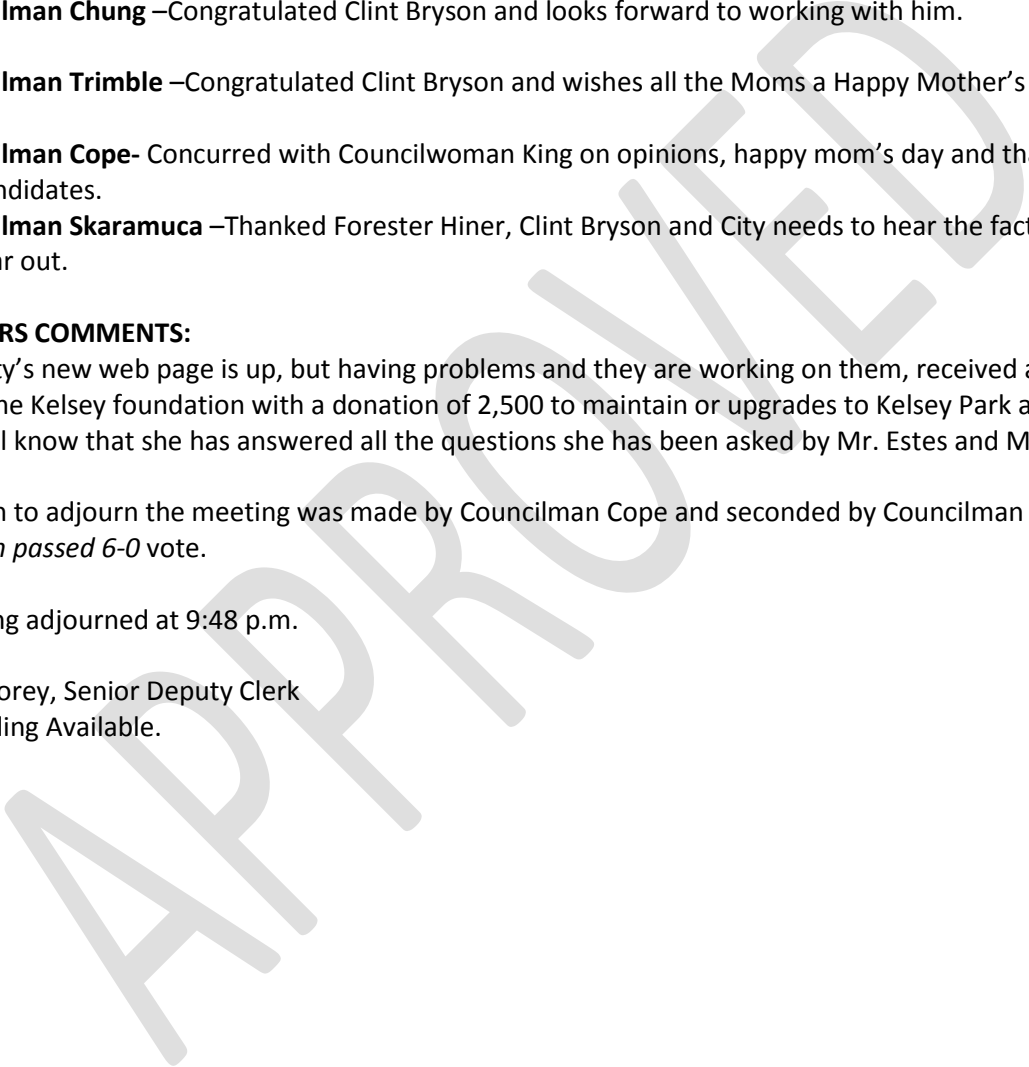 lman Chung –Congratulated Clint Bryson and looks forward to working with him.
lman Trimble –Congratulated Clint Bryson and wishes all the Moms a Happy Mother's
lman Cope- Concurred with Councilwoman King on opinions, happy mom's day and tha
ndidates.
lman Skaramuca –Thanked Forester Hiner, Clint Bryson and City needs to hear the fact
ar out.
RS COMMENTS:
ty's new web page is up, but having problems and they are working on them, received a
he Kelsey foundation with a donation of 2,500 to maintain or upgrades to Kelsey Park a
l know that she has answered all the questions she has been asked by Mr. Estes and M
n to adjourn the meeting was made by Councilman Cope and seconded by Councilman
n passed 6-0 vote.
ng adjourned at 9:48 p.m.
orey, Senior Deputy Clerk
ding Available.
APPROVED